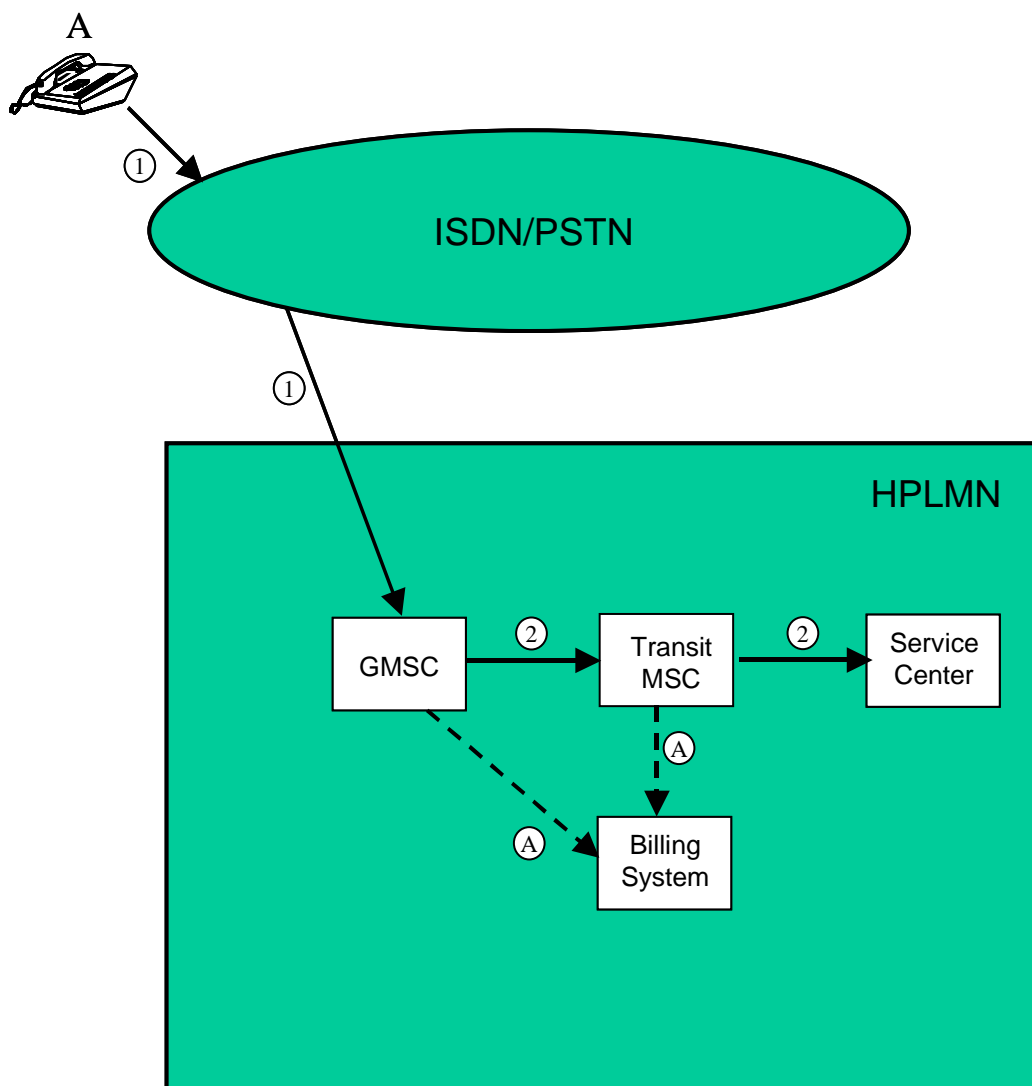 A
1
ISDN/PSTN
1
HPLMN
GMSC
2
Transit
MSC
2
Service
Center
A
A
Billing
System